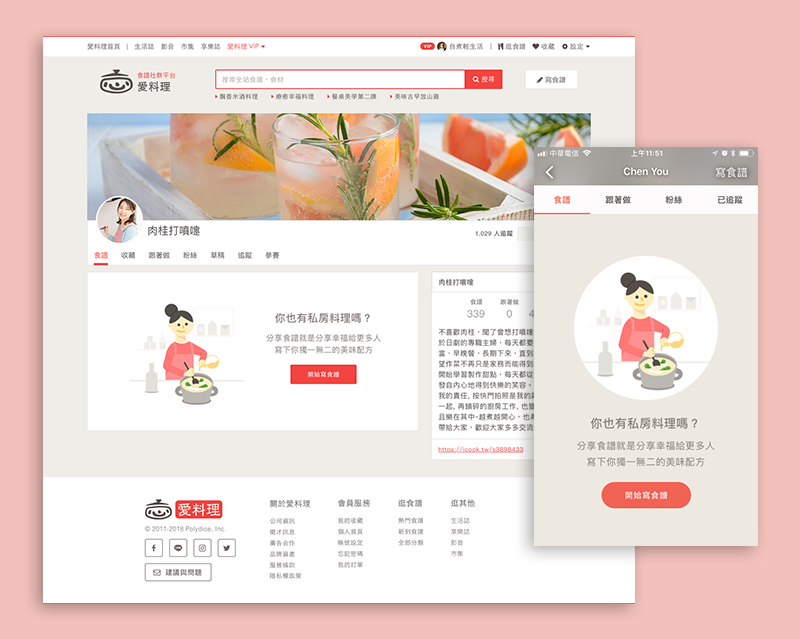 愛料理首頁 | 生活誌 影音 市集 享樂誌 愛料理 VIP
VIP 自煮輕生活 | 逛食譜 收藏 設定
食譜社群平台
愛料理
搜尋全站食譜、食材
搜尋
寫食譜
飄香米酒料理 療癒幸福料理 餐桌美學第二課 美味古早放山雞
肉桂打噴嚏
1,029 人追蹤
食譜 收藏 跟著做 粉絲 草稿 追蹤 參賽
你也有私房料理嗎？
分享食譜就是分享幸福給更多人
寫下你獨一無二的美味配方
開始寫食譜
肉桂打噴嚏
食譜 跟著做
339 0 4
不喜歡肉桂，聞了會想打噴嚏
於日劇的專職主婦，每天都要
當。早晚餐，長期下來，直到
望作菜不再只是家務而能得到
開始學習製作甜點，每天都從
發自內心地得到快樂的笑容。
我的責任, 按快門拍照是我的興
一起, 再鎖碎的廚房工作, 也
且樂在其中~越煮越開心，也
帶給大家，歡迎大家多多交流
https://icook.tw/s3898433
中華電信 上午11:51
Chen You 寫食譜
食譜 跟著做 粉絲 已追蹤
你也有私房料理嗎？
分享食譜就是分享幸福給更多人
寫下你獨一無二的美味配方
開始寫食譜
愛料理
© 2011-2018 Polydice, Inc.
建議與問題
關於愛料理
公司資訊
徵才訊息
廣告合作
品牌資產
服務條款
隱私權政策
會員服務
我的收藏
個人首頁
帳號設定
忘記密碼
我的訂單
逛食譜
熱門食譜
新到食譜
全部分類
逛其他
生活誌
享樂誌
影音
市集